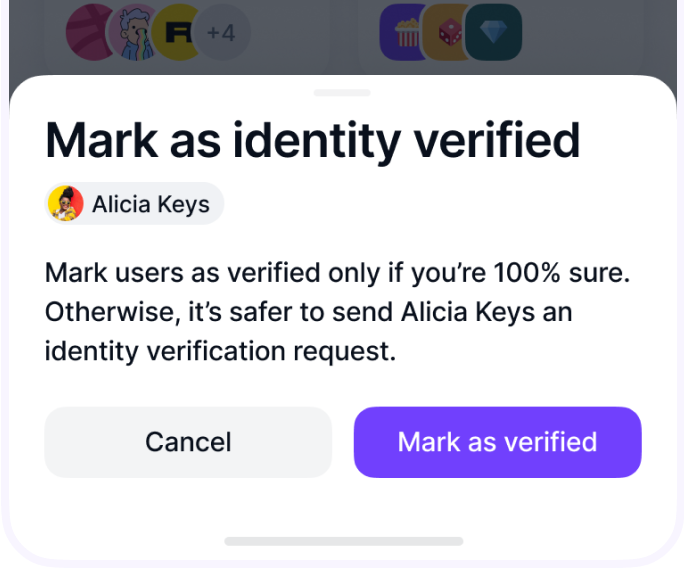 +4
Mark as identity verified
Alicia Keys
Mark users as verified only if you’re 100% sure.
Otherwise, it’s safer to send Alicia Keys an
identity verification request.
Cancel
Mark as verified